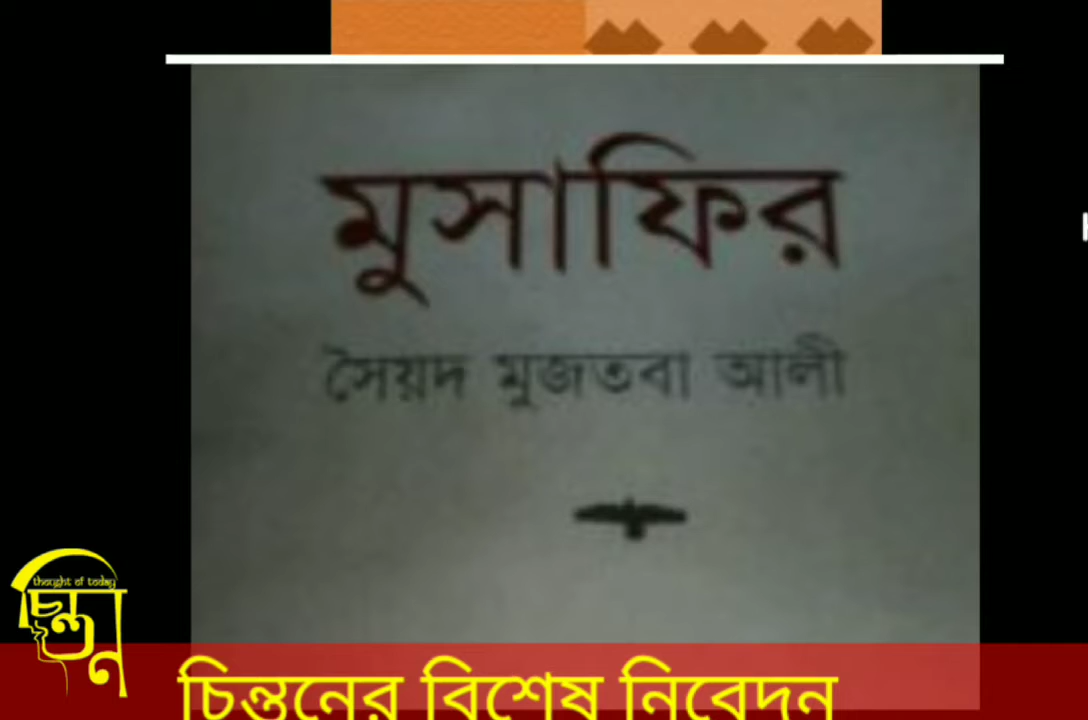 মুসাফির
সৈয়দ মুজতবা আলী
thought of today
চিন্তন
চিন্তনের বিশেষ নিবেদন